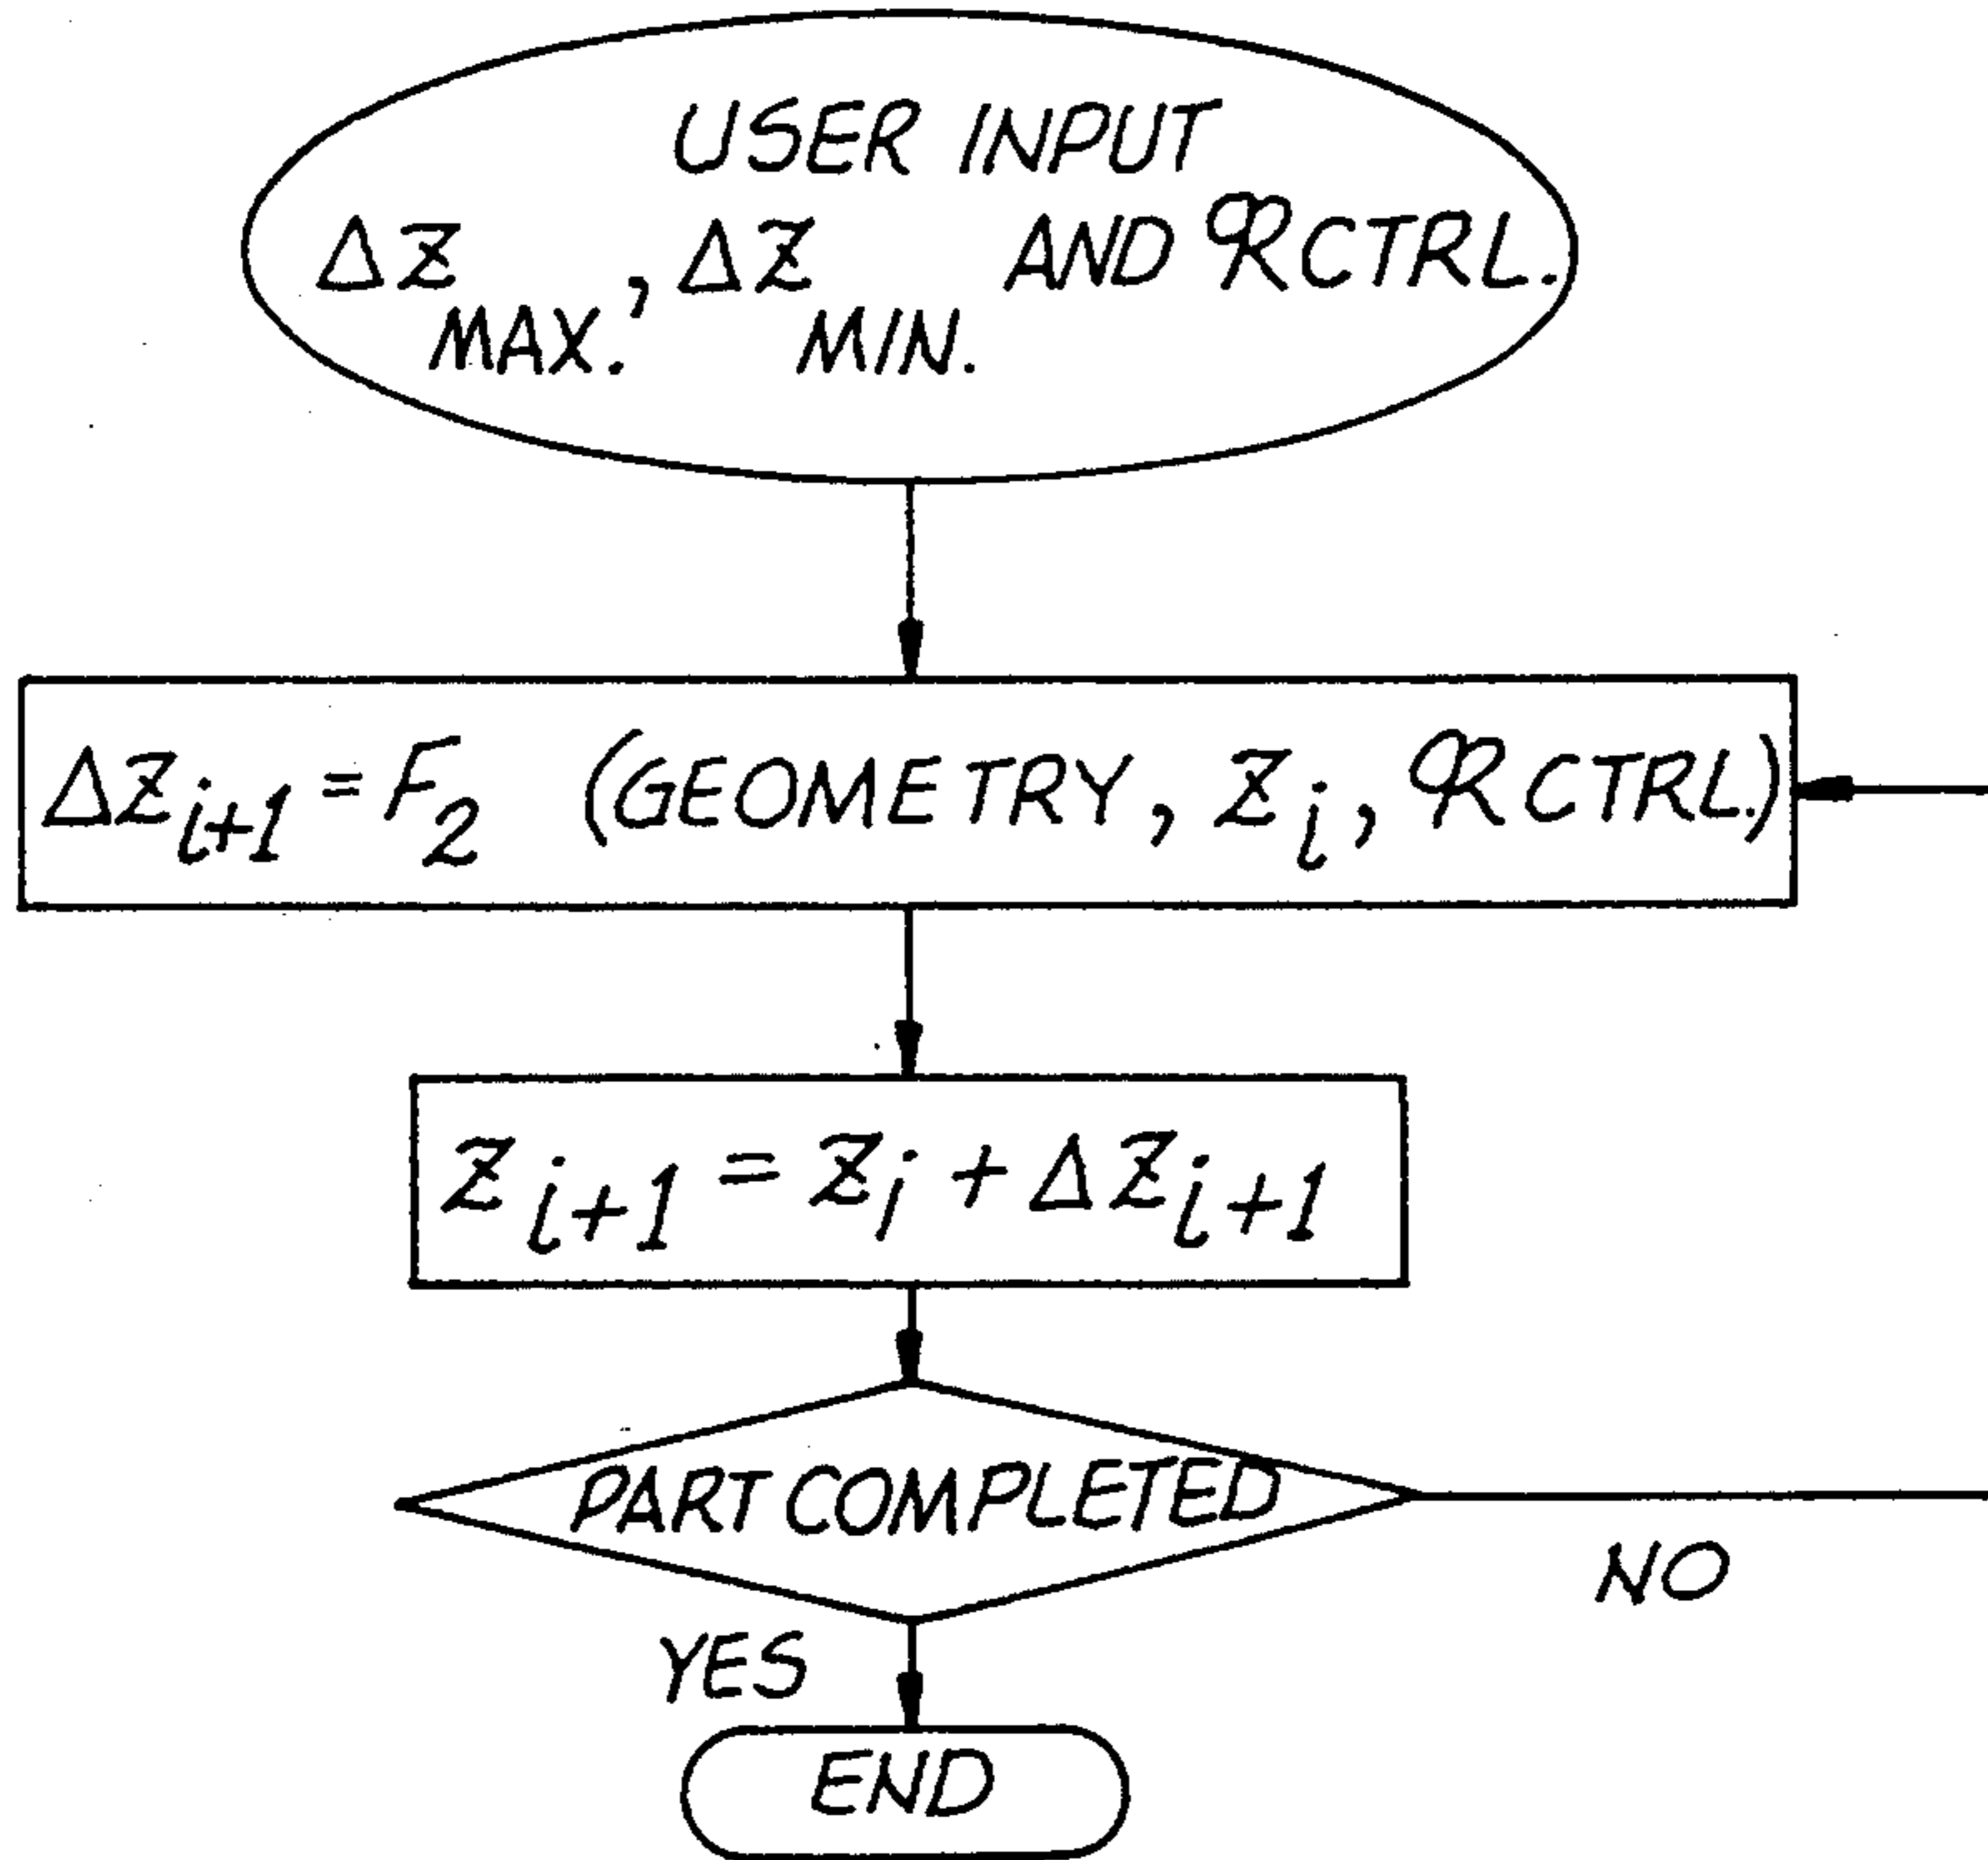 USER INPUT
ΔZ MAX., ΔZ MIN. AND ℛCTRL.
ΔZi+1 = F2 (GEOMETRY, Zi, ℛCTRL.)
Zi+1 = Zi + ΔZi+1
PART COMPLETED
NO
YES
END